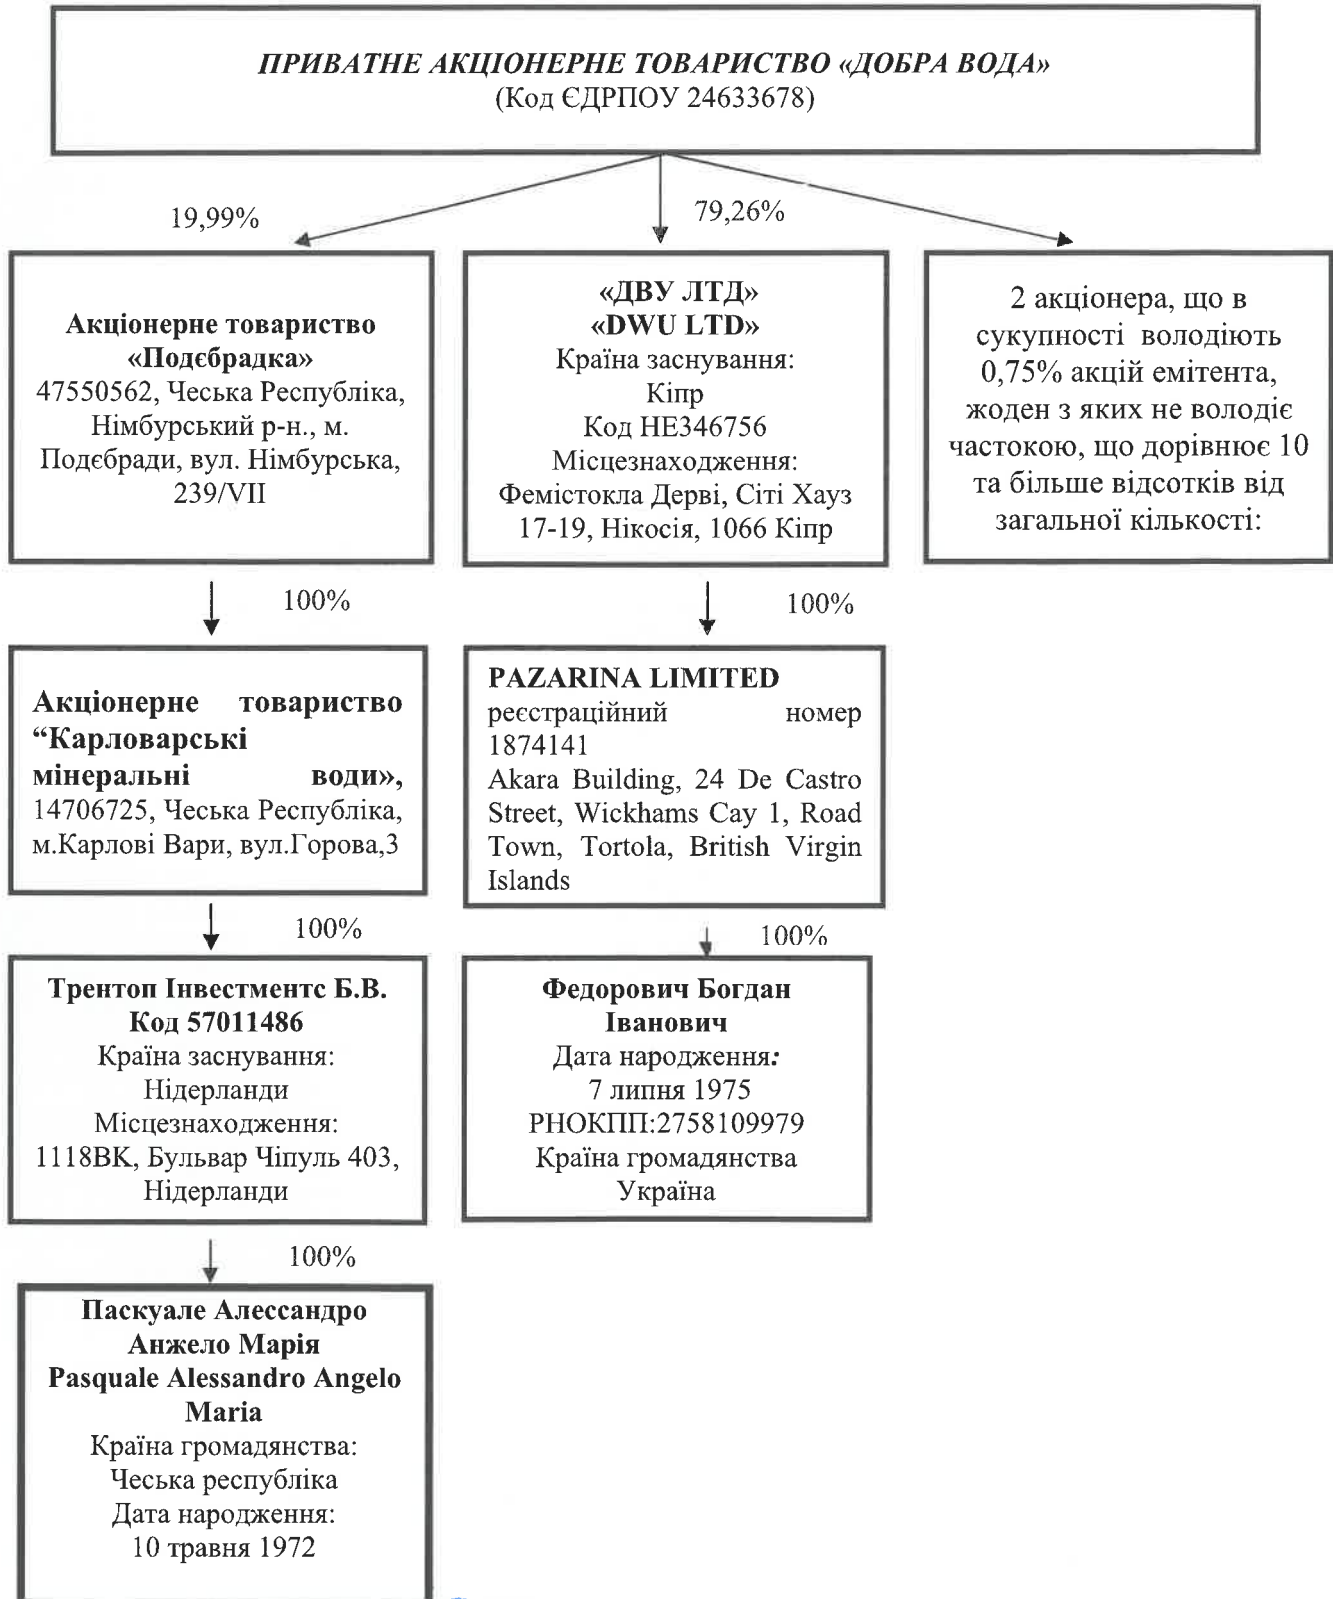 ПРИВАТНЕ АКЦІОНЕРНЕ ТОВАРИСТВО «ДОБРА ВОДА»
(Код ЄДРПОУ 24633678)
19,99%
79,26%
Акціонерне товариство
«Подєбрадка»
47550562, Чеська Республіка,
Німбурський р-н., м.
Подєбради, вул. Німбурська,
239/VII
«ДВУ ЛТД»
«DWU LTD»
Країна заснування:
Кіпр
Код HE346756
Місцезнаходження:
Фемістокла Дерві, Сіті Хауз
17-19, Нікосія, 1066 Кіпр
2 акціонера, що в
сукупності володіють
0,75% акцій емітента,
жоден з яких не володіє
частокою, що дорівнює 10
та більше відсотків від
загальної кількості:
100%
100%
Акціонерне товариство
“Карловарські
мінеральні води»,
14706725, Чеська Республіка,
м.Карлові Вари, вул.Горова,3
PAZARINA LIMITED
реєстраційний номер
1874141
Akara Building, 24 De Castro
Street, Wickhams Cay 1, Road
Town, Tortola, British Virgin
Islands
100%
100%
Трентоп Інвестментс Б.В.
Код 57011486
Країна заснування:
Нідерланди
Місцезнаходження:
1118BK, Бульвар Чіпуль 403,
Нідерланди
Федорович Богдан
Іванович
Дата народження:
7 липня 1975
РНОКПП:2758109979
Країна громадянства
Україна
100%
Паскуале Алессандро
Анжело Марія
Pasquale Alessandro Angelo
Maria
Країна громадянства:
Чеська республіка
Дата народження:
10 травня 1972